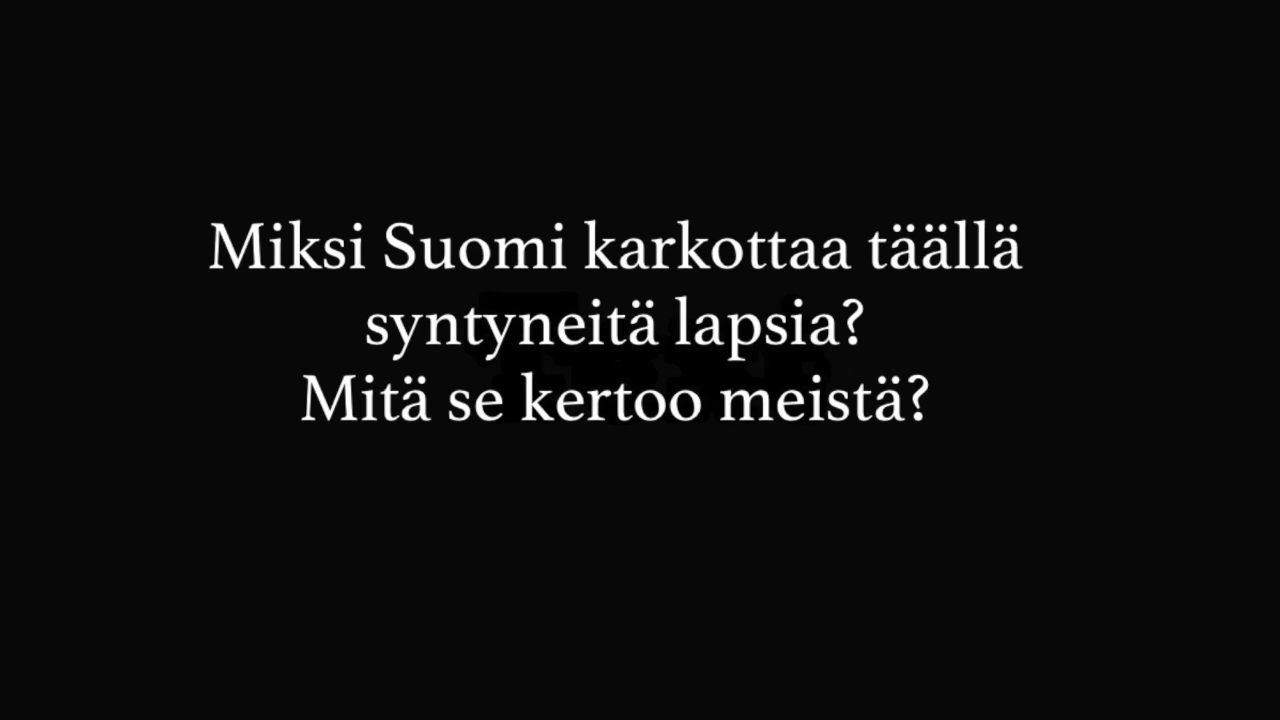 Miksi Suomi karkottaa täällä
syntyneitä lapsia?
Mitä se kertoo meistä?